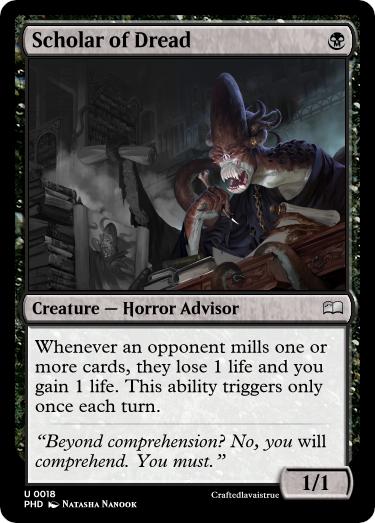 Scholar of Dread
Creature — Horror Advisor
Whenever an opponent mills one or
more cards, they lose 1 life and you
gain 1 life. This ability triggers only
once each turn.
“Beyond comprehension? No, you will
comprehend. You must.”
1/1
U 0018
PHD Natasha Nanook
Craftedlavaistrue